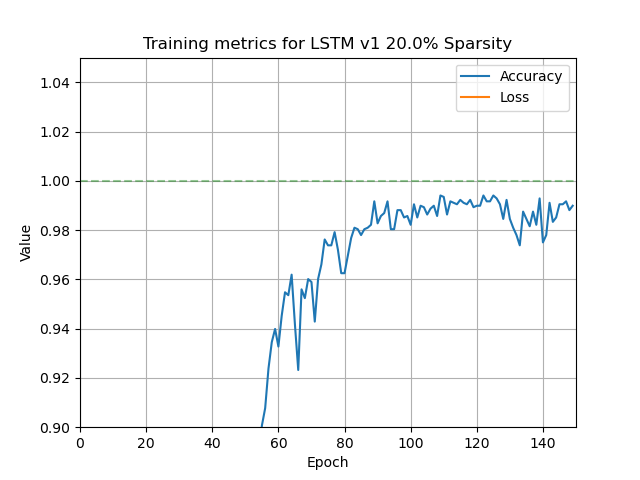 Training metrics for LSTM v1 20.0% Sparsity
Accuracy
Loss
1.04
1.02
1.00
0.98
0.96
0.94
0.92
0.90
Value
0 20 40 60 80 100 120 140
Epoch